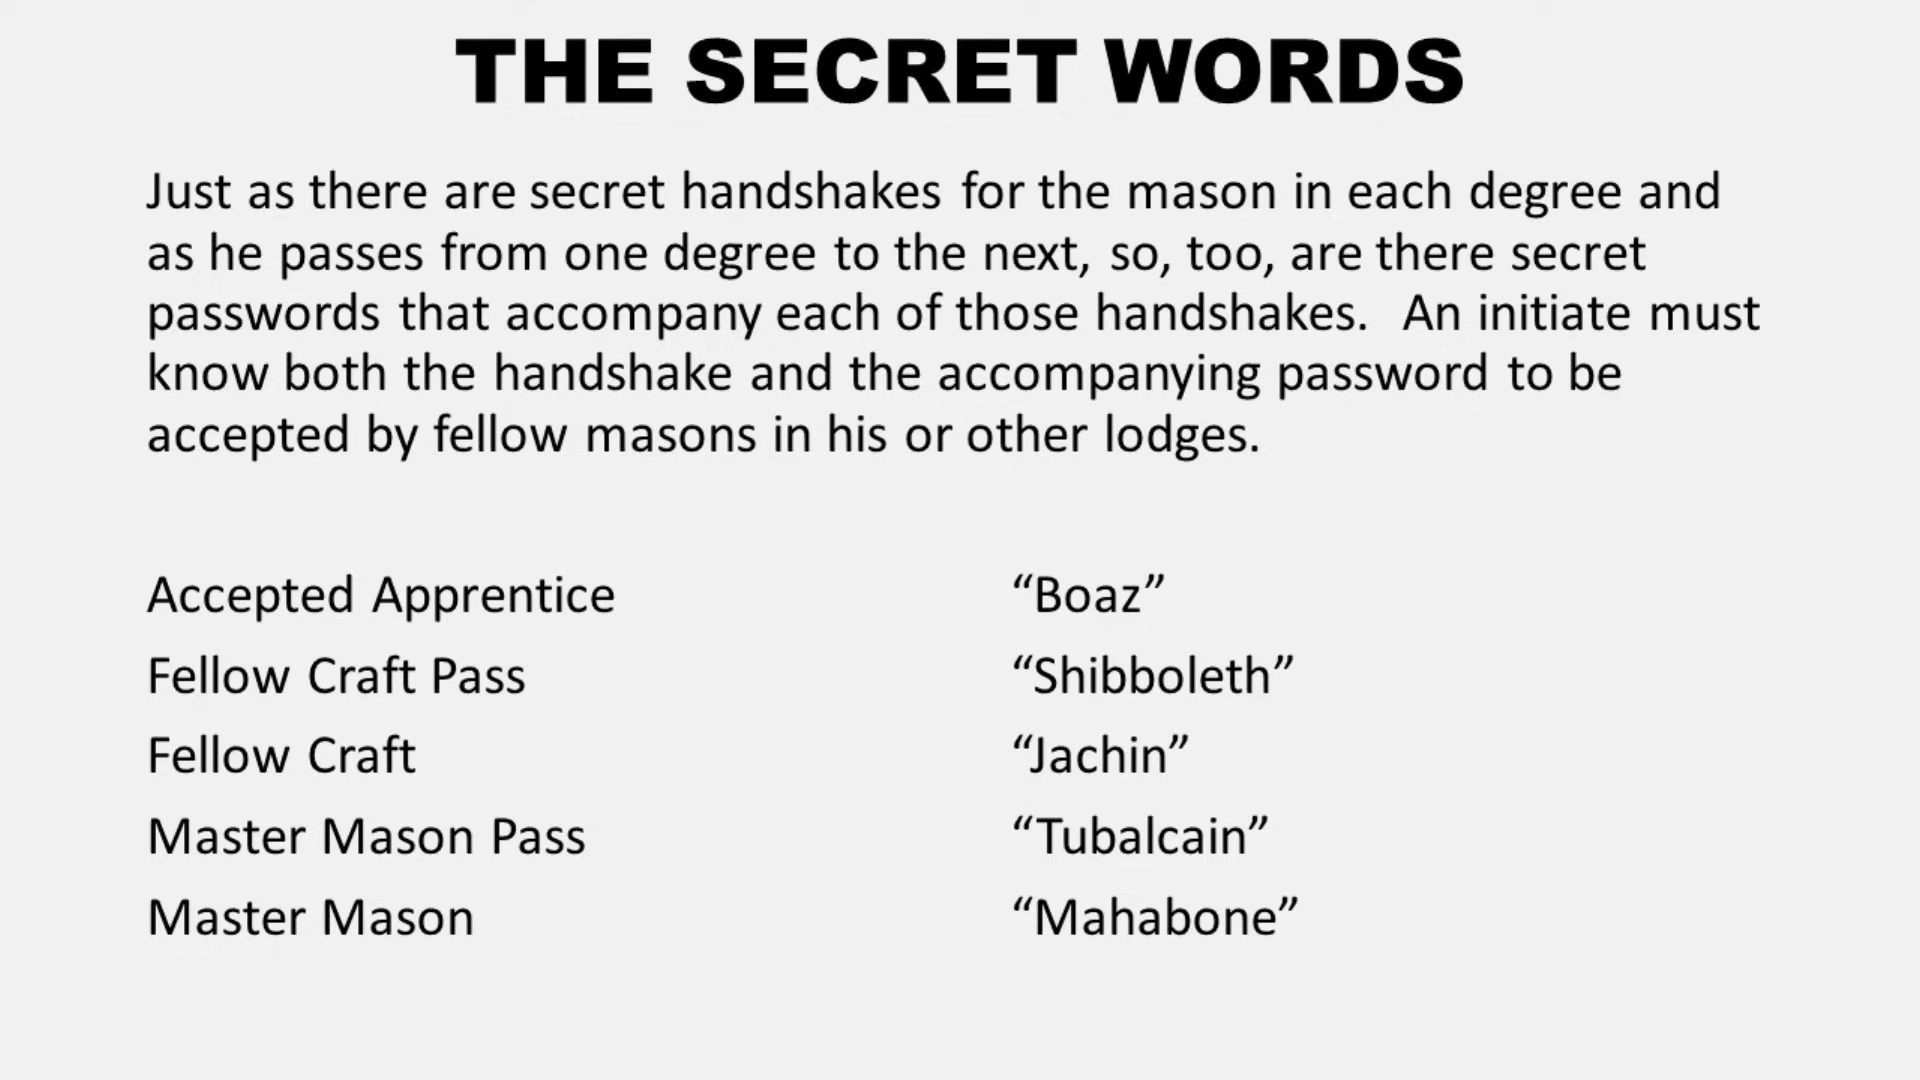 THE SECRET WORDS
Just as there are secret handshakes for the mason in each degree and
as he passes from one degree to the next, so, too, are there secret
passwords that accompany each of those handshakes. An initiate must
know both the handshake and the accompanying password to be
accepted by fellow masons in his or other lodges.
Accepted Apprentice “Boaz”
Fellow Craft Pass “Shibboleth”
Fellow Craft “Jachin”
Master Mason Pass “Tubalcain”
Master Mason “Mahabone”